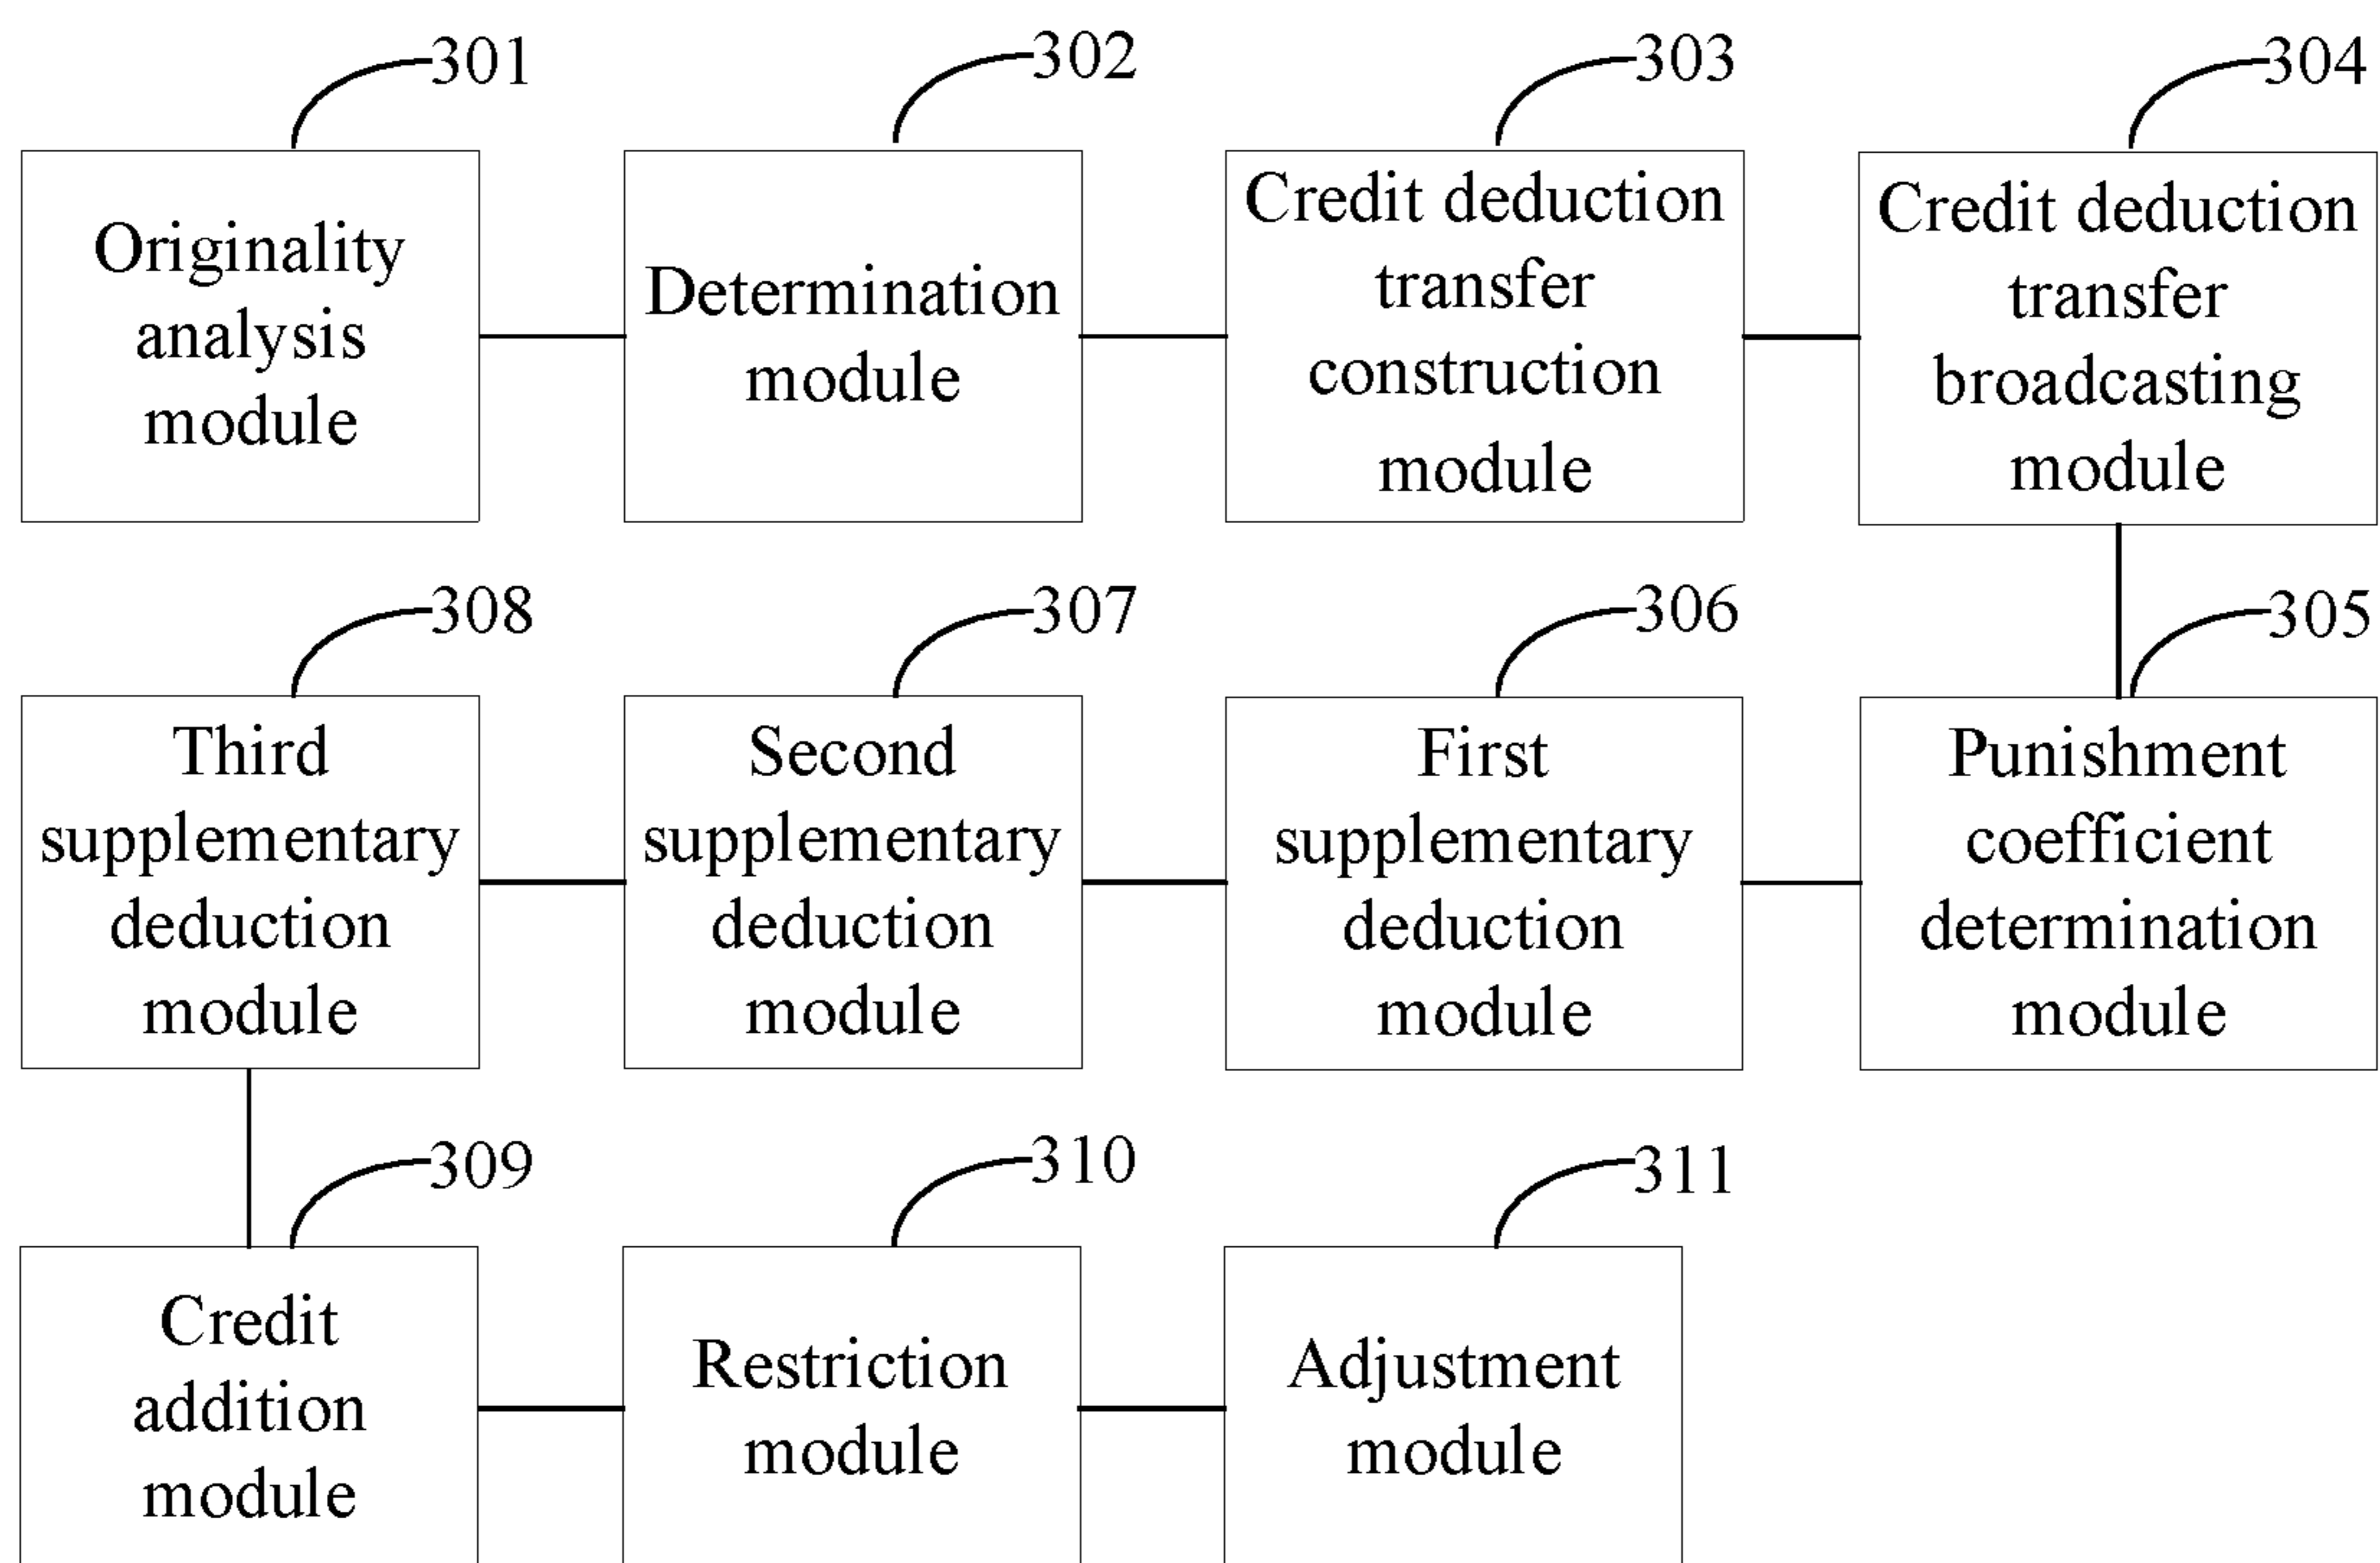 301
302
303
304
Originality
analysis
module
Determination
module
Credit deduction
transfer
construction
module
Credit deduction
transfer
broadcasting
module
308
307
306
305
Third
supplementary
deduction
module
Second
supplementary
deduction
module
First
supplementary
deduction
module
Punishment
coefficient
determination
module
309
310
311
Credit
addition
module
Restriction
module
Adjustment
module